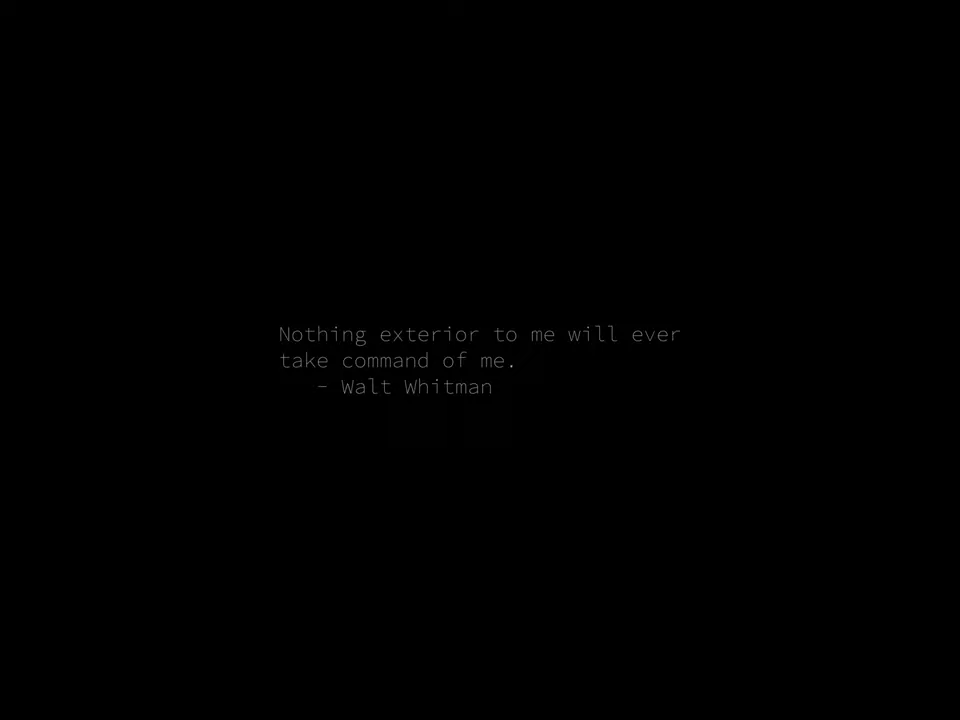 Nothing exterior to me will ever
take command of me.
- Walt Whitman